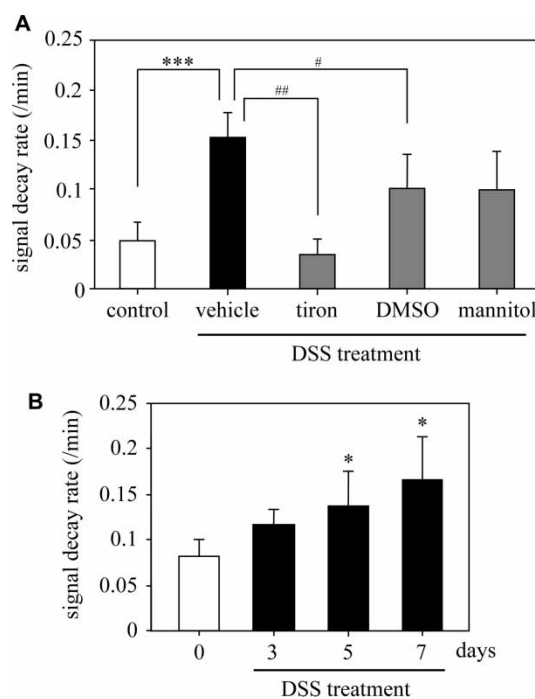 A
0.25
0.2
0.15
0.1
0.05
0
signal decay rate (/min)
***
#
##
control vehicle tiron DMSO mannitol
DSS treatment
B
0.25
0.2
0.15
0.1
0.05
0
signal decay rate (/min)
*
*
0 3 5 7 days
DSS treatment